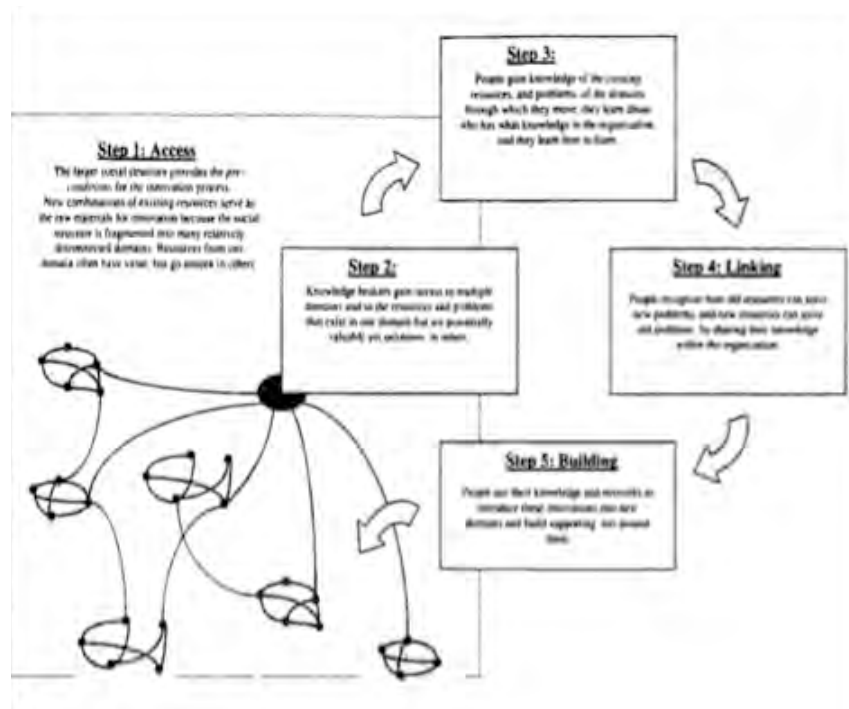 Step 1: Access
The larger social structure provides the pre-
conditions for the innovation process.
New combinations of existing resources serve as
the raw materials for innovation because the social
structure is fragmented into many relatively
disconnected domains. Resources from one
domain often have value, but go unseen in others
Step 2:
Knowledge brokers gain access to multiple
domains and to the resources and problems
that exist in one domain but are potentially
valuable yet unknown, in others.
Step 3:
People gain knowledge of the existing
resources, and problems, of the domains
through which they move, they learn about
who has what knowledge in the organization,
and they learn how to learn.
Step 4: Linking
People recognize how old resources can solve
new problems, and new resources can solve
old problems, by sharing their knowledge
within the organization.
Step 5: Building
People use their knowledge and networks to
introduce these innovations into new
domains and build supporting around
them.